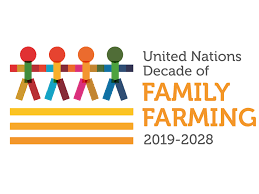 United Nations
Decade of
FAMILY
FARMING
2019-2028